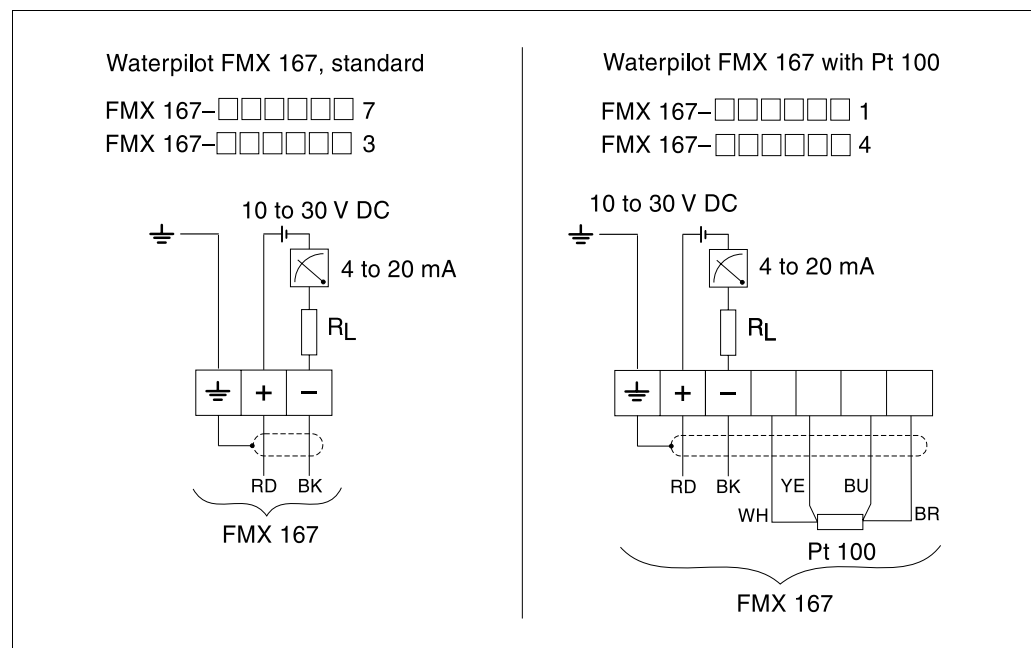 Waterpilot FMX 167, standard
FMX 167–□□□□□□ 7
FMX 167–□□□□□□ 3
10 to 30 V DC
4 to 20 mA
RL
+ –
RD BK
FMX 167
Waterpilot FMX 167 with Pt 100
FMX 167–□□□□□□ 1
FMX 167–□□□□□□ 4
10 to 30 V DC
4 to 20 mA
RL
+ –
RD BK YE BU
WH BR
Pt 100
FMX 167